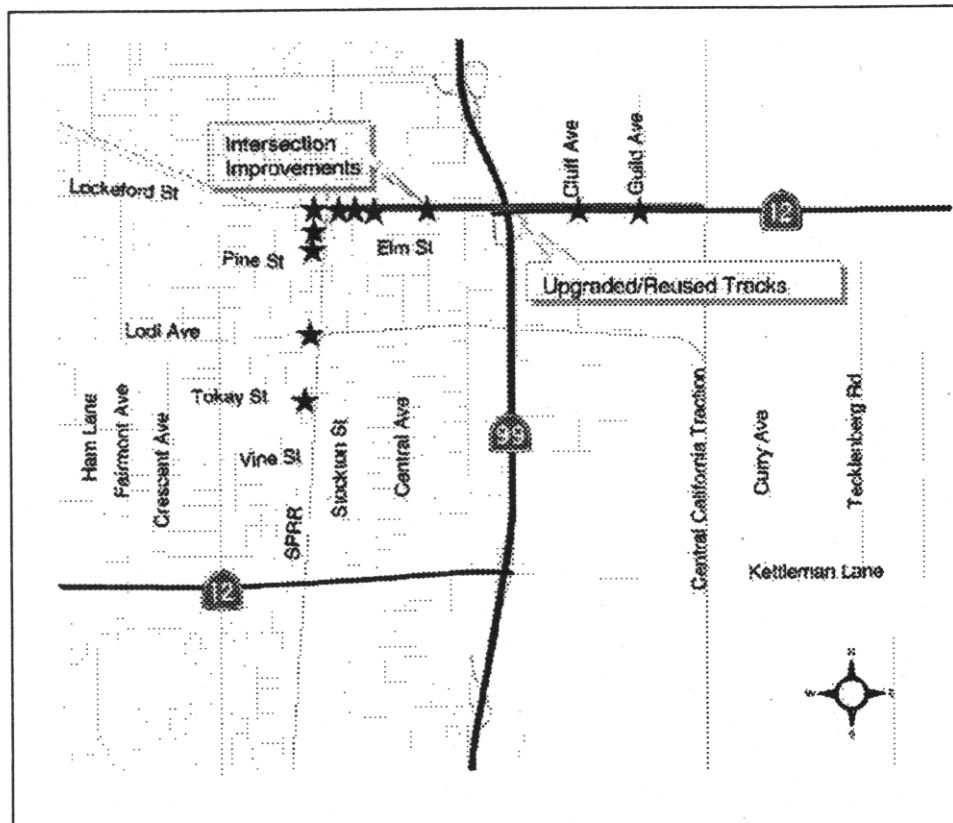 Intersection
Improvements
Cluff Ave
Guild Ave
Lockeford St
12
Pine St
Elm St
Upgraded/Reused Tracks
Lodi Ave
Tokay St
Ham Lane
Fairmont Ave
Crescent Ave
Vine St
SPRR
Stockton St
Central Ave
99
Central California Traction
Curry Ave
Tecklenberg Rd
12
Kettleman Lane